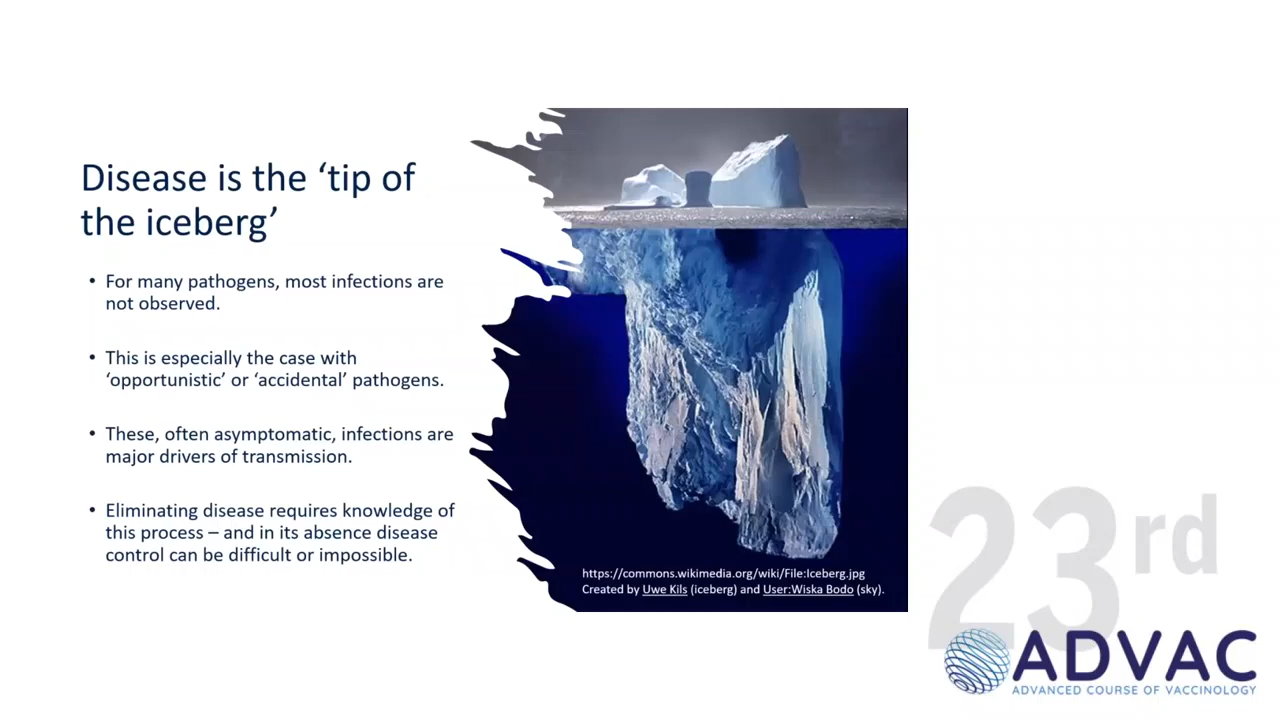 Disease is the ‘tip of
the iceberg’
• For many pathogens, most infections are
not observed.
• This is especially the case with
‘opportunistic’ or ‘accidental’ pathogens.
• These, often asymptomatic, infections are
major drivers of transmission.
• Eliminating disease requires knowledge of
this process – and in its absence disease
control can be difficult or impossible.
https://commons.wikimedia.org/wiki/File:Iceberg.jpg
Created by Uwe Kils (iceberg) and User:Wiska Bodo (sky).
23rd
ADVAC
ADVANCED COURSE OF VACCINOLOGY